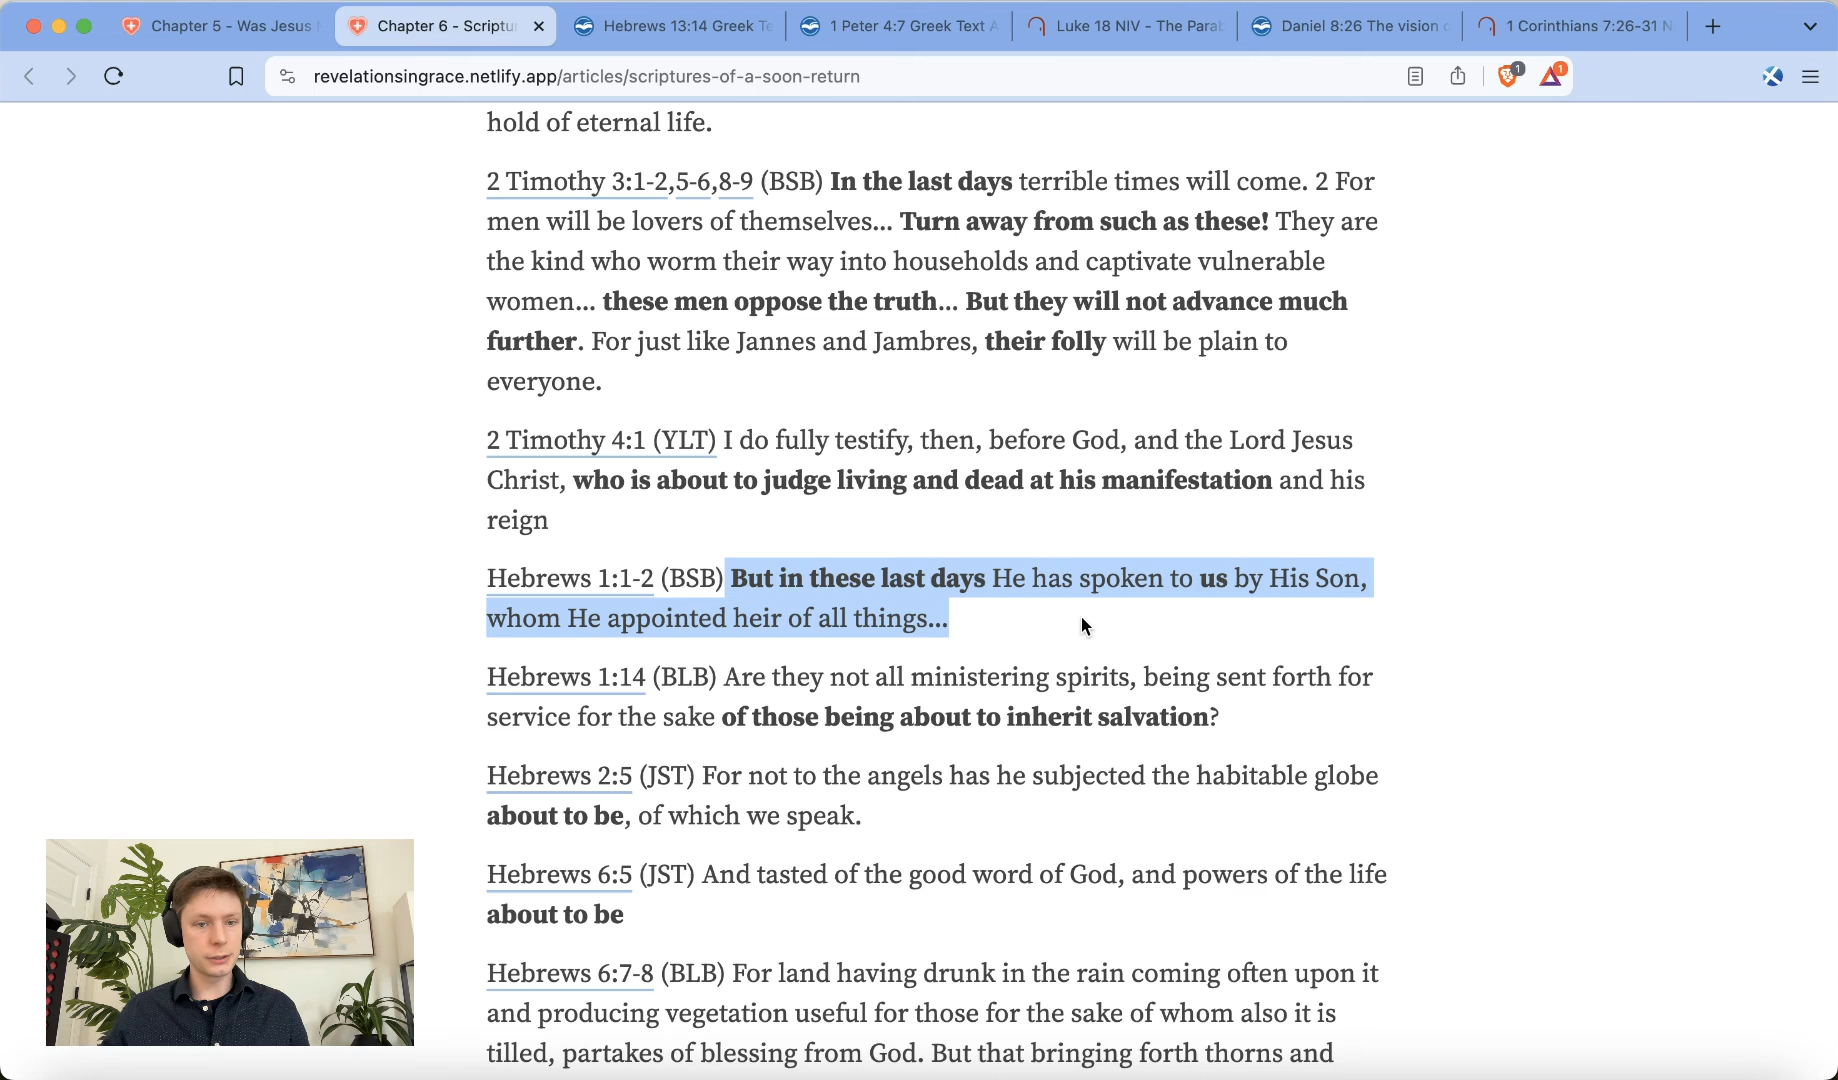 Chapter 5 - Was Jesus
Chapter 6 - Scriptur
Hebrews 13:14 Greek Te
1 Peter 4:7 Greek Text A
Luke 18 NIV - The Parab
Daniel 8:26 The vision
1 Corinthians 7:26-31 N
revelationsingrace.netlify.app/articles/scriptures-of-a-soon-return
1
1
hold of eternal life.
2 Timothy 3:1-2,5-6,8-9 (BSB) In the last days terrible times will come. 2 For
men will be lovers of themselves... Turn away from such as these! They are
the kind who worm their way into households and captivate vulnerable
women... these men oppose the truth... But they will not advance much
further. For just like Jannes and Jambres, their folly will be plain to
everyone.
2 Timothy 4:1 (YLT) I do fully testify, then, before God, and the Lord Jesus
Christ, who is about to judge living and dead at his manifestation and his
reign
Hebrews 1:1-2 (BSB) But in these last days He has spoken to us by His Son,
whom He appointed heir of all things...
Hebrews 1:14 (BLB) Are they not all ministering spirits, being sent forth for
service for the sake of those being about to inherit salvation?
Hebrews 2:5 (JST) For not to the angels has he subjected the habitable globe
about to be, of which we speak.
Hebrews 6:5 (JST) And tasted of the good word of God, and powers of the life
about to be
Hebrews 6:7-8 (BLB) For land having drunk in the rain coming often upon it
and producing vegetation useful for those for the sake of whom also it is
tilled, partakes of blessing from God. But that bringing forth thorns and